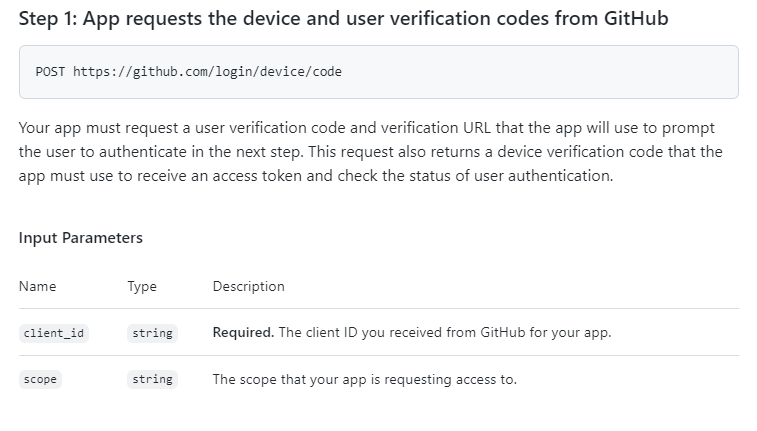 Step 1: App requests the device and user verification codes from GitHub
POST https://github.com/login/device/code
Your app must request a user verification code and verification URL that the app will use to prompt
the user to authenticate in the next step. This request also returns a device verification code that the
app must use to receive an access token and check the status of user authentication.
Input Parameters
Name Type Description
client_id string Required. The client ID you received from GitHub for your app.
scope string The scope that your app is requesting access to.